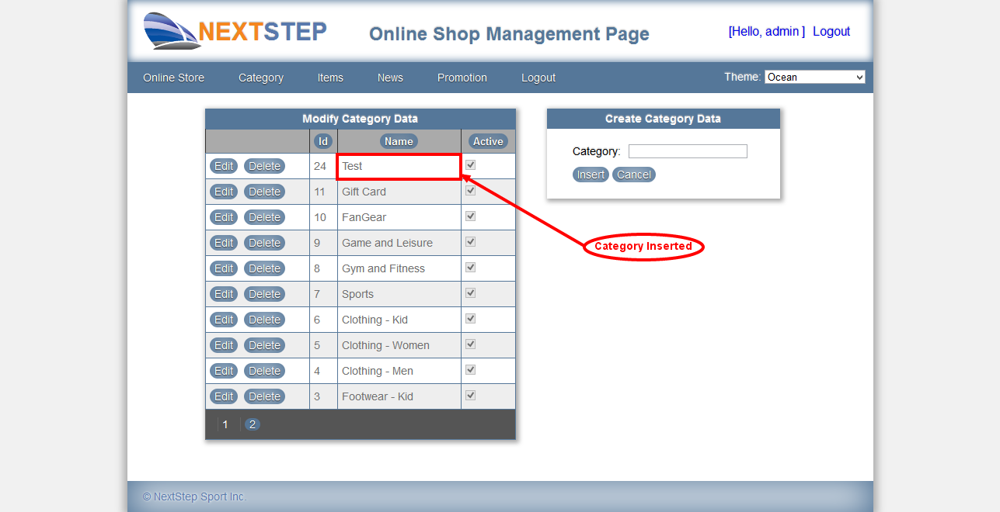 NEXTSTEP
Online Shop Management Page
[Hello, admin ] Logout
Online Store Category Items News Promotion Logout
Theme: Ocean
Modify Category Data
Id Name Active
Edit Delete 24 Test
Edit Delete 11 Gift Card
Edit Delete 10 FanGear
Edit Delete 9 Game and Leisure
Edit Delete 8 Gym and Fitness
Edit Delete 7 Sports
Edit Delete 6 Clothing - Kid
Edit Delete 5 Clothing - Women
Edit Delete 4 Clothing - Men
Edit Delete 3 Footwear - Kid
1 2
Create Category Data
Category:
Insert Cancel
Category Inserted
© NextStep Sport Inc.